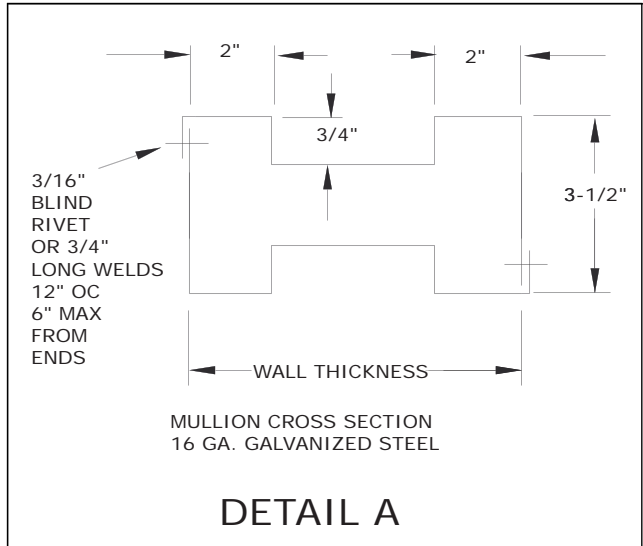 2"
2"
3/4"
3/16"
BLIND
RIVET
OR 3/4"
LONG WELDS
12" OC
6" MAX
FROM
ENDS
3-1/2"
WALL THICKNESS
MULLION CROSS SECTION
16 GA. GALVANIZED STEEL
DETAIL A